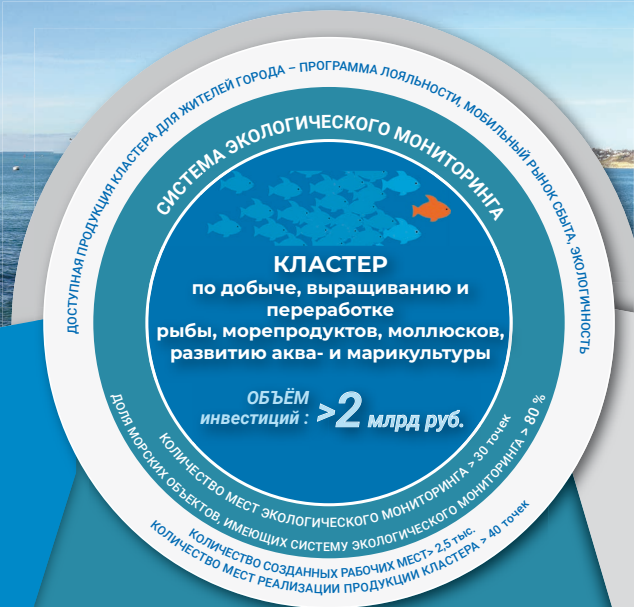 ДОСТУПНАЯ ПРОДУКЦИЯ КЛАСТЕРА ДЛЯ ЖИТЕЛЕЙ ГОРОДА – ПРОГРАММА ЛОЯЛЬНОСТИ, МОБИЛЬНЫЙ РЫНОК СБЫТА, ЭКОЛОГИЧНОСТЬ
СИСТЕМА ЭКОЛОГИЧЕСКОГО МОНИТОРИНГА
КЛАСТЕР
по добыче, выращиванию и
переработке
рыбы, морепродуктов, моллюсков,
развитию аква- и марикультуры
ОБЪЁМ
инвестиций : >2 млрд руб.
КОЛИЧЕСТВО МЕСТ ЭКОЛОГИЧЕСКОГО МОНИТОРИНГА > 30 точек
ДОЛЯ МОРСКИХ ОБЪЕКТОВ, ИМЕЮЩИХ СИСТЕМУ ЭКОЛОГИЧЕСКОГО МОНИТОРИНГА > 80 %
КОЛИЧЕСТВО СОЗДАННЫХ РАБОЧИХ МЕСТ> 2,5 тыс.
КОЛИЧЕСТВО МЕСТ РЕАЛИЗАЦИИ ПРОДУКЦИИ КЛАСТЕРА > 40 точек